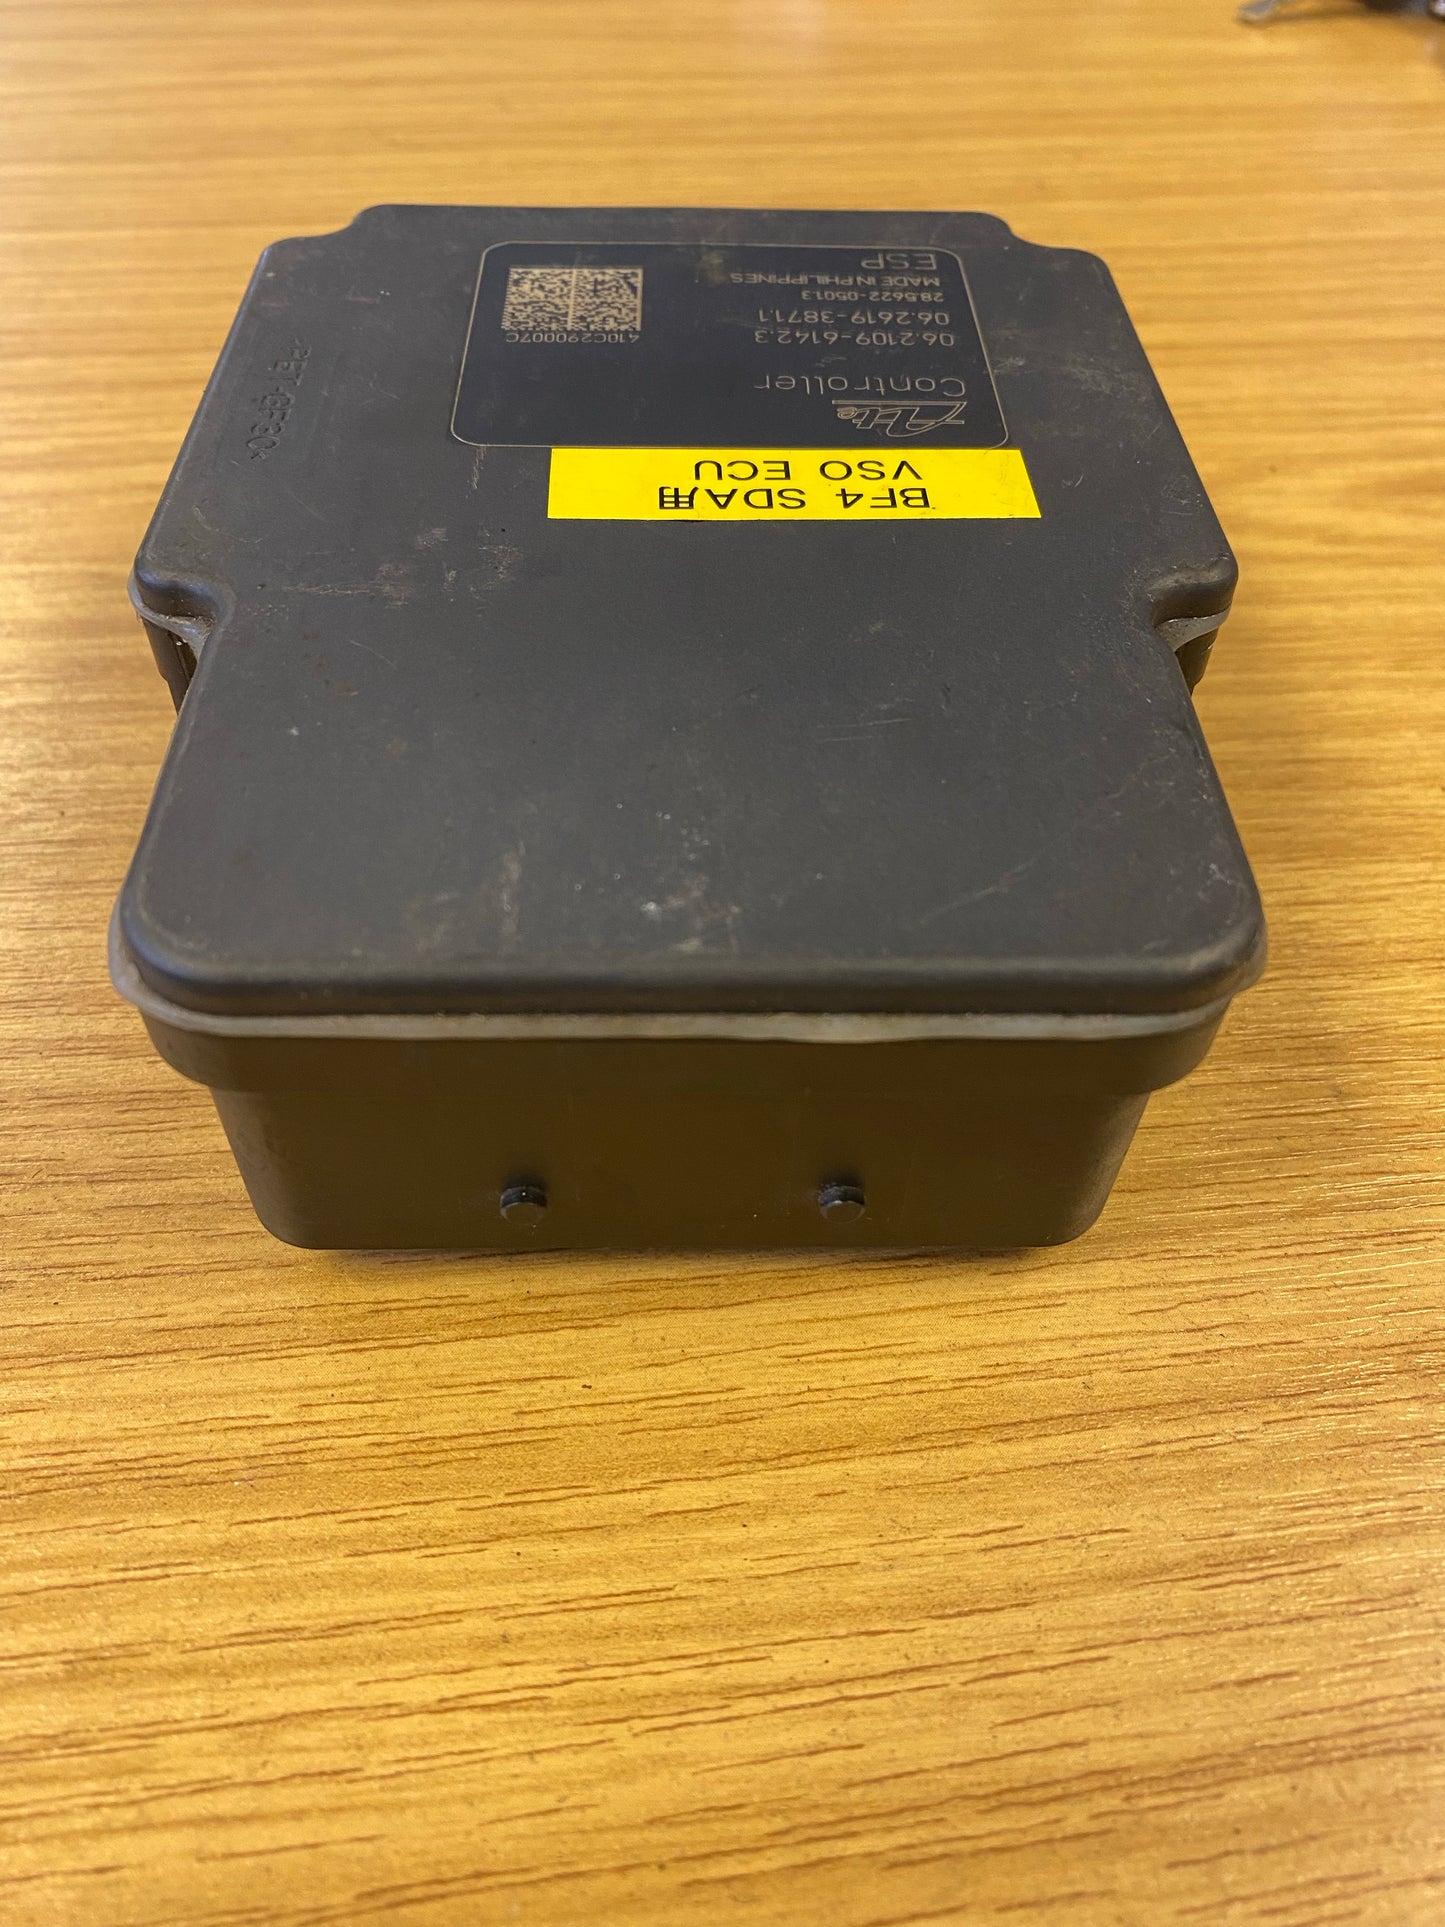 Ate
Controller
06.2109-6142.3
06.2619-3871.1
28.5622-0501.3
MADE IN PHILIPPINES
ESP
410C290007C
BF4 SDA用
VSO ECU
>PBT-GF30<